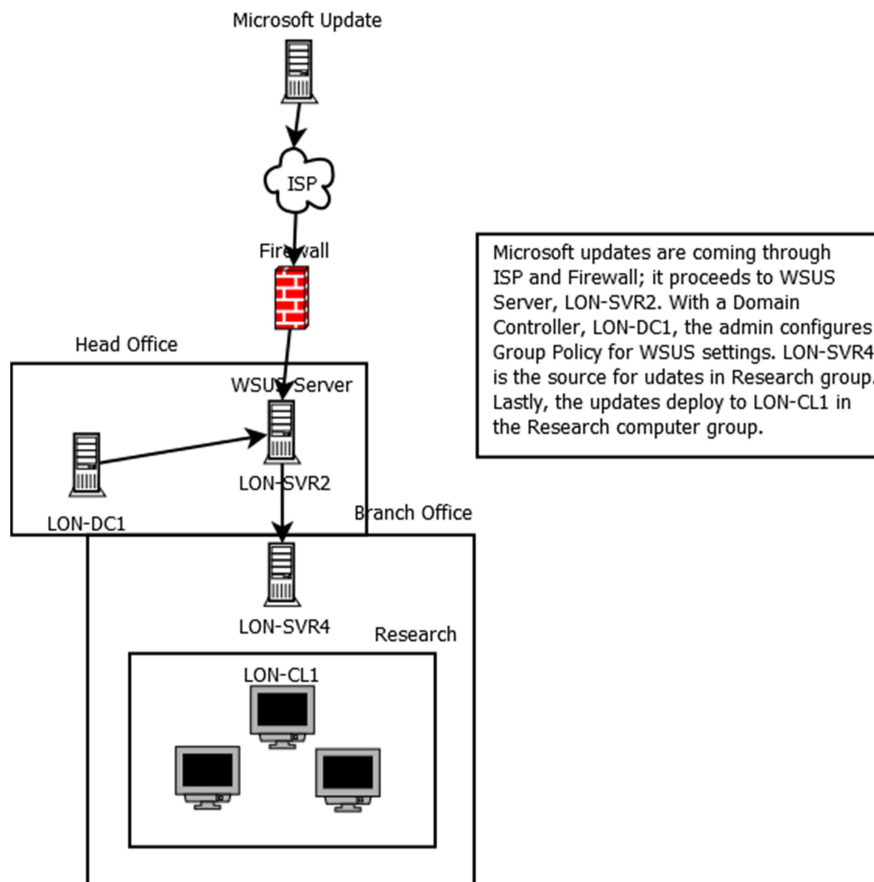 Microsoft Update
ISP
Firewall
Microsoft updates are coming through
ISP and Firewall; it proceeds to WSUS
Server, LON-SVR2. With a Domain
Controller, LON-DC1, the admin configures
Group Policy for WSUS settings. LON-SVR4
is the source for udates in Research group.
Lastly, the updates deploy to LON-CL1 in
the Research computer group.
Head Office
WSUS Server
LON-SVR2
LON-DC1
Branch Office
LON-SVR4
Research
LON-CL1